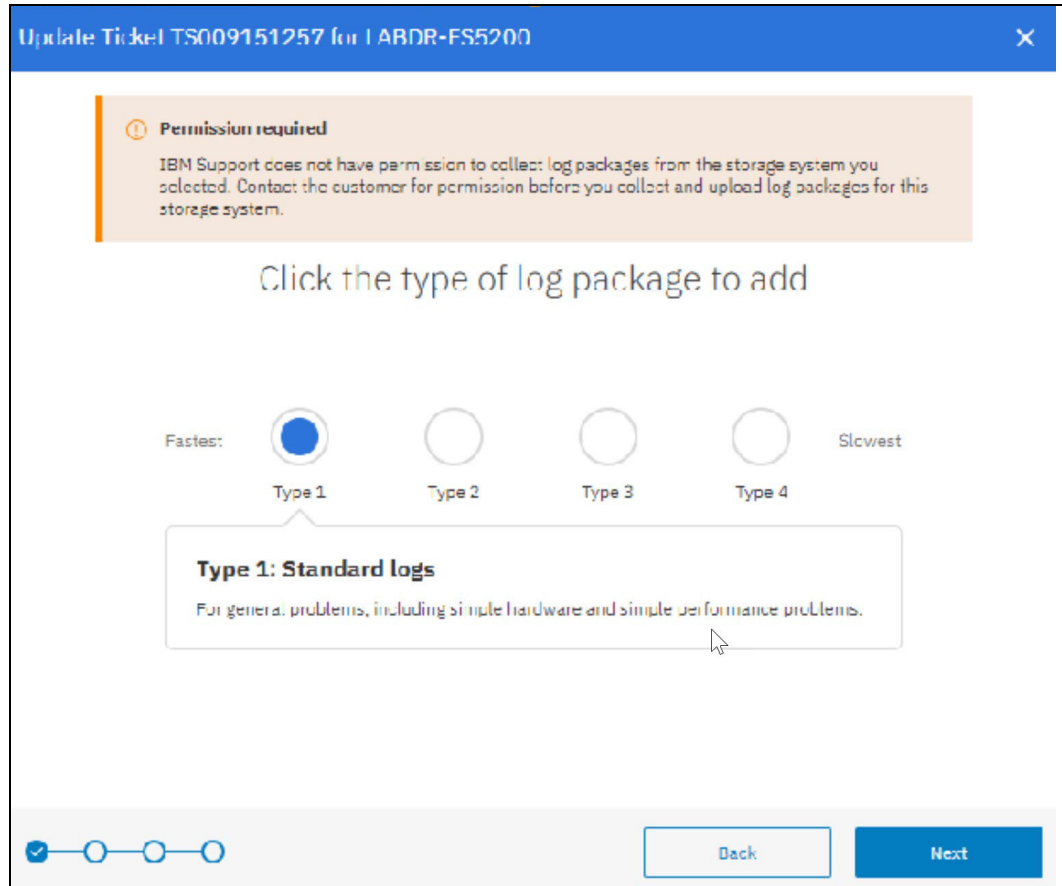 Update Ticket TS009151257 for LABDR-FS5200
Permission required
IBM Support does not have permission to collect log packages from the storage system you
selected. Contact the customer for permission before you collect and upload log packages for this
storage system.
Click the type of log package to add
Fastest
Slowest
Type 1
Type 2
Type 3
Type 4
Type 1: Standard logs
For general problems, including simple hardware and simple performance problems.
Back
Next